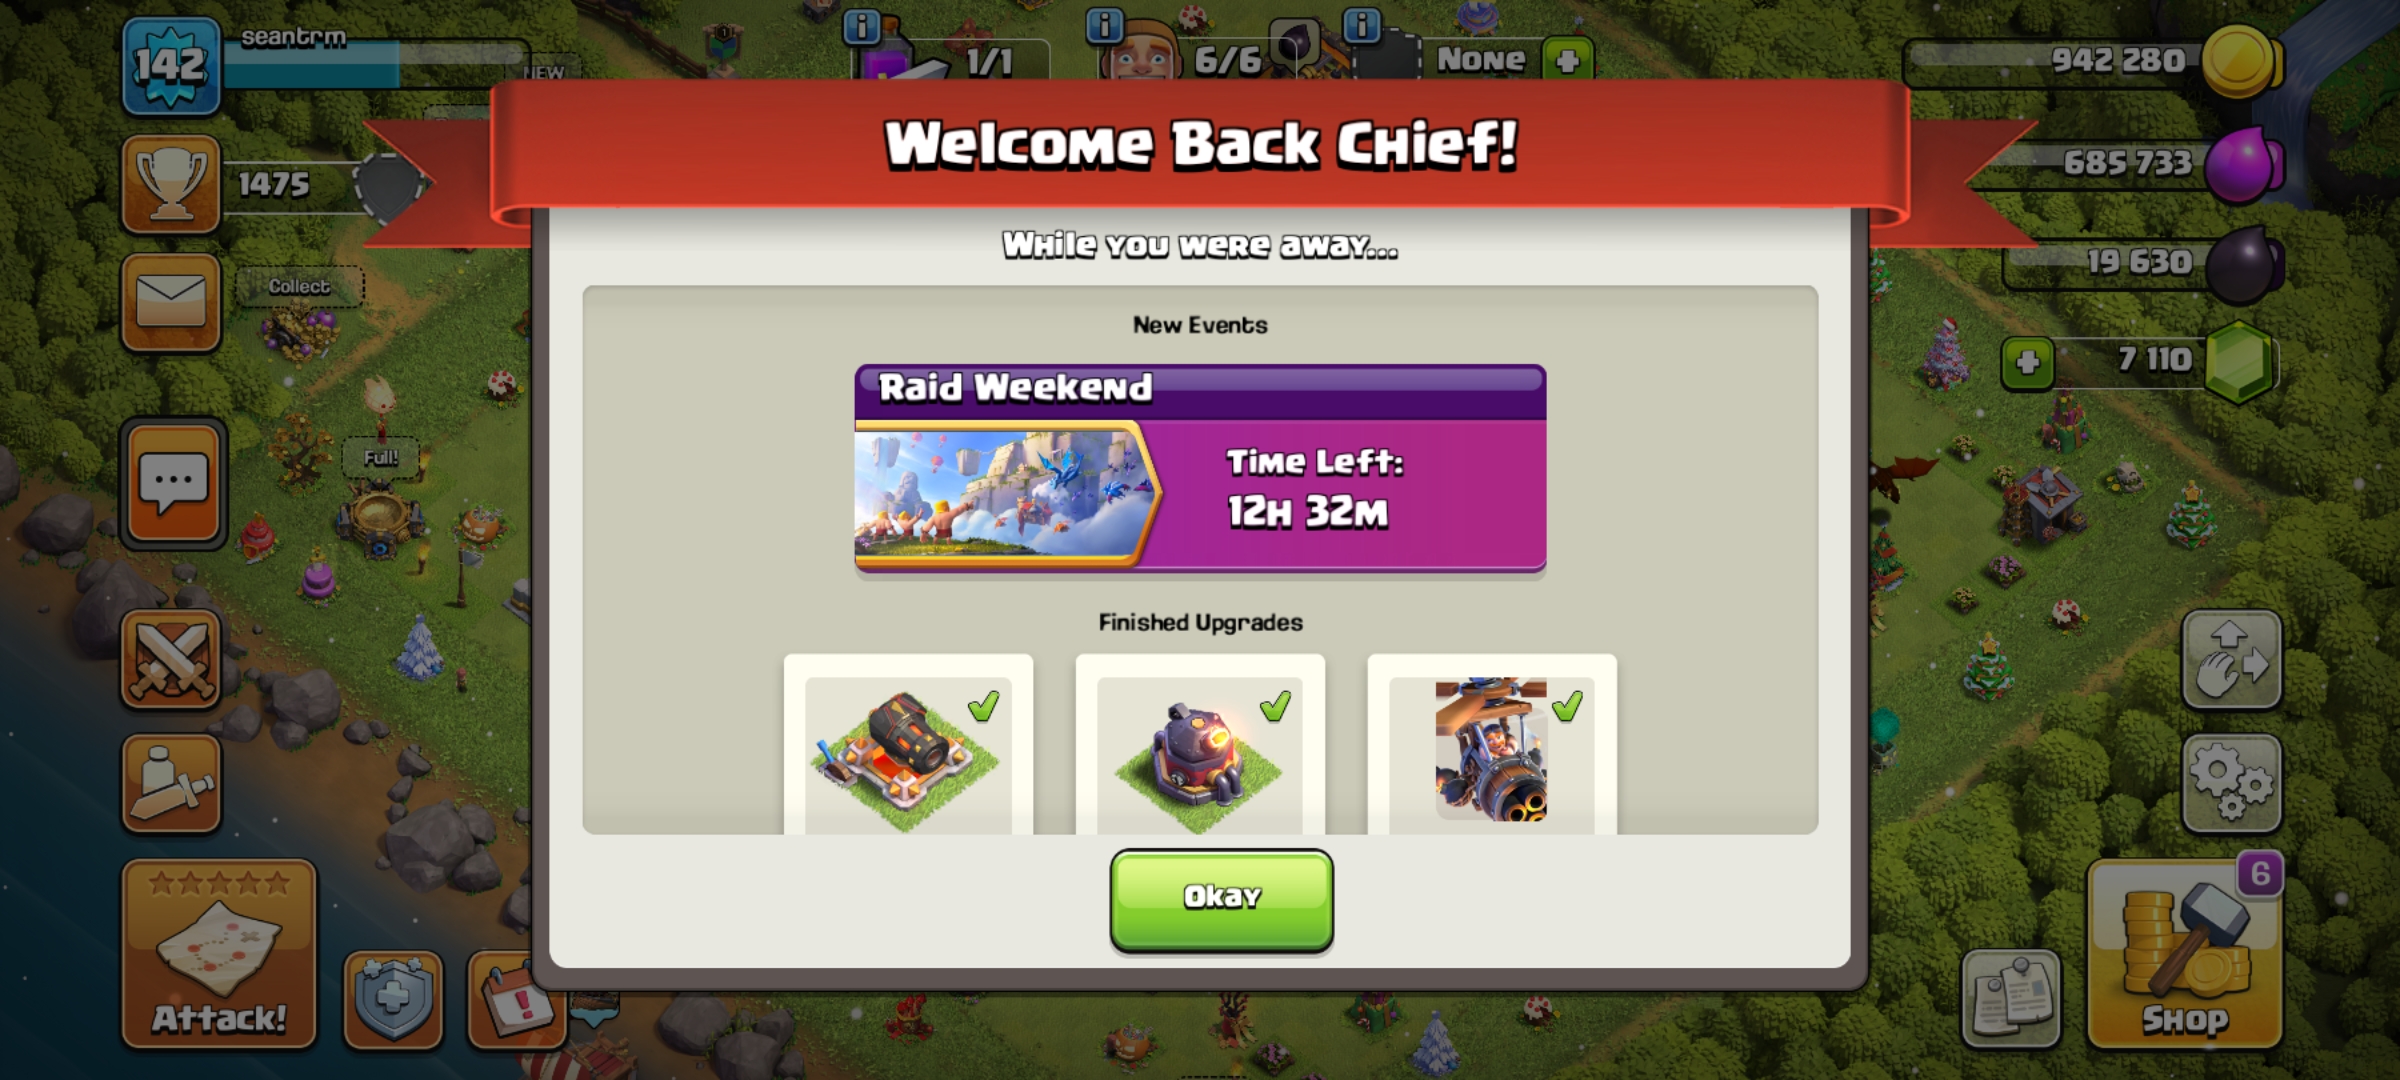 142
seantrm
NEW
1/1
6/6
None
942 280
Welcome Back Chief!
1475
685 733
While you were away...
19 630
Collect
New Events
7 110
Raid Weekend
Time Left:
12H 32M
Full!
Finished Upgrades
Okay
6
Attack!
Shop